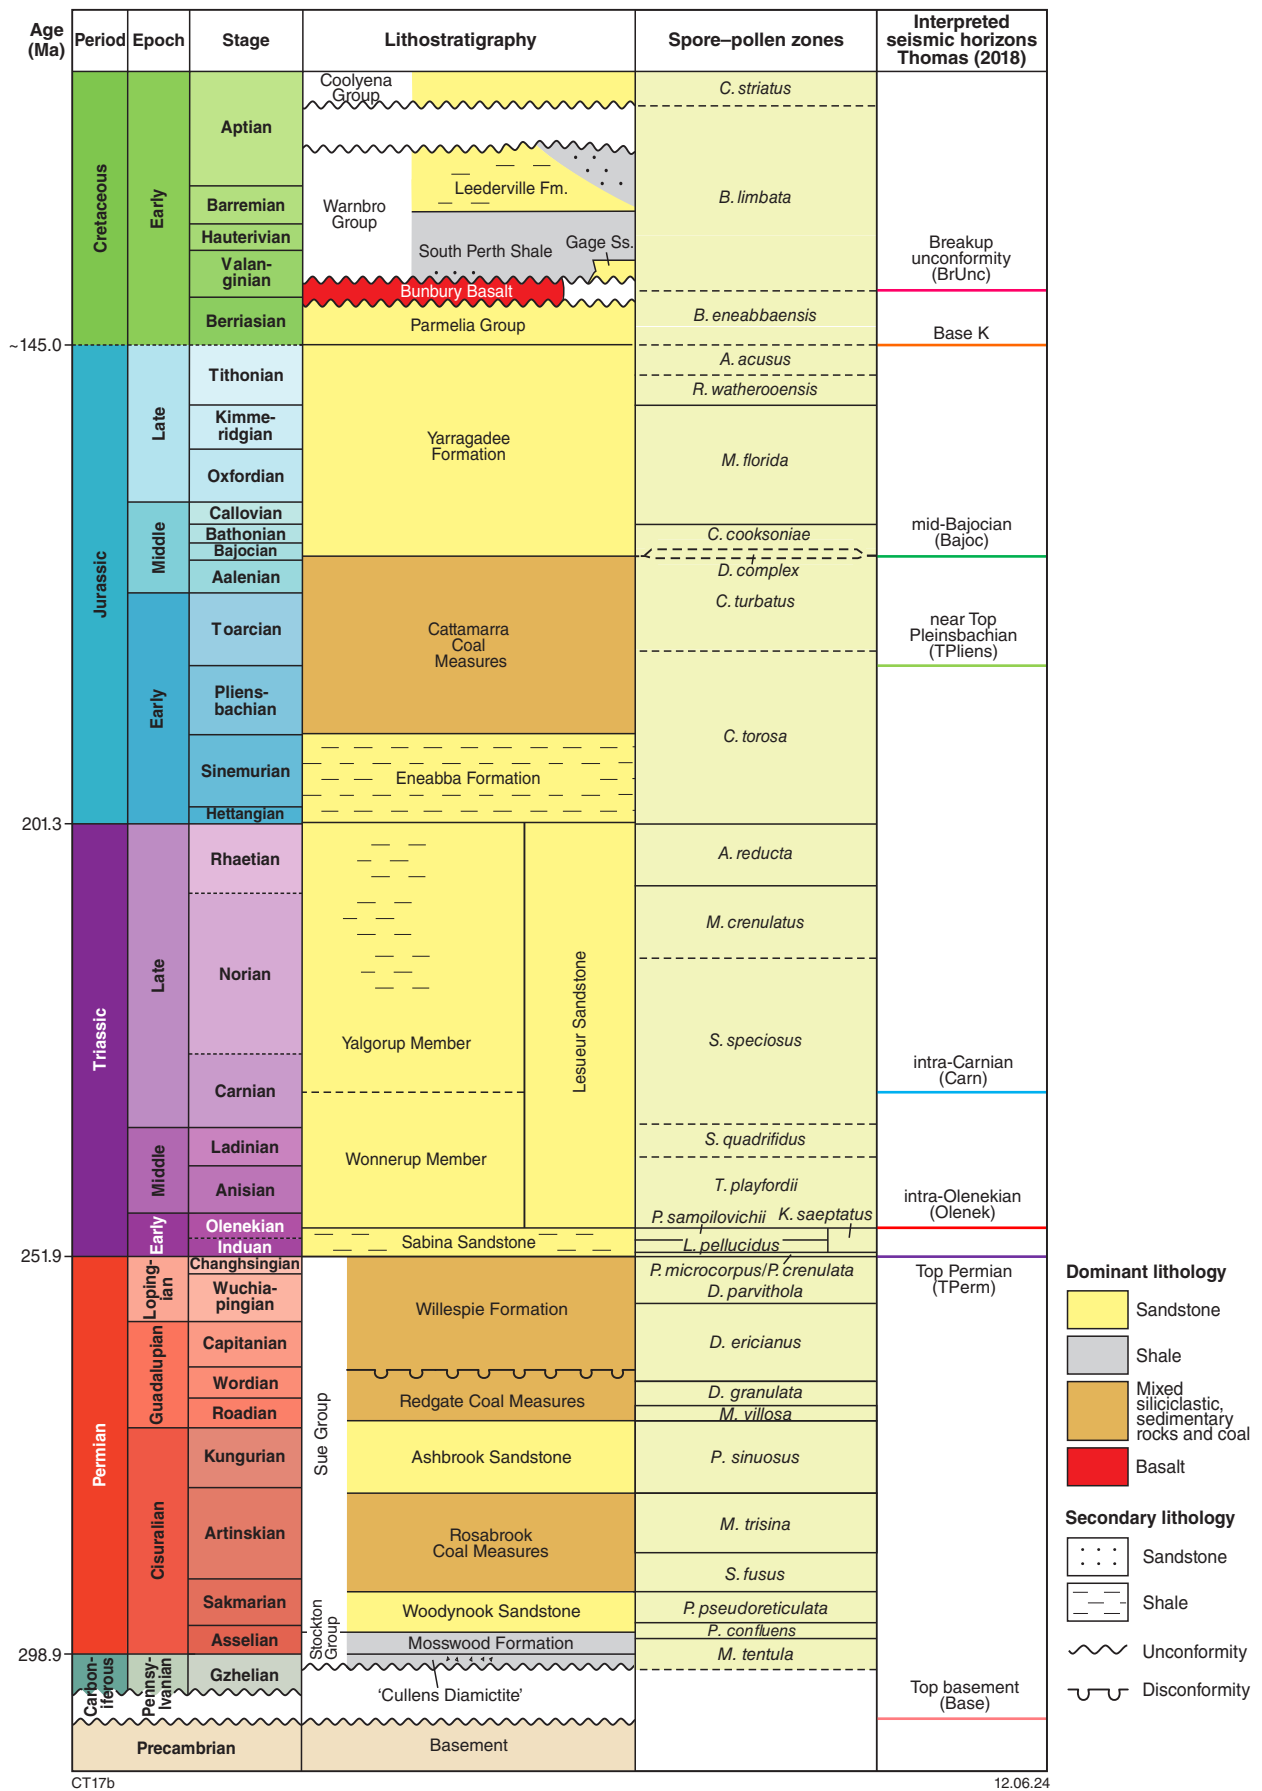 Age
(Ma)
Period
Epoch
Stage
Lithostratigraphy
Spore–pollen zones
Interpreted
seismic horizons
Thomas (2018)
~145.0
201.3
251.9
298.9
Cretaceous
Jurassic
Triassic
Permian
Carbon-
iferous
Early
Late
Middle
Early
Late
Middle
Early
Loping-
ian
Guadalupian
Cisuralian
Pennsy-
lvanian
Aptian
Barremian
Hauterivian
Valan-
ginian
Berriasian
Tithonian
Kimme-
ridgian
Oxfordian
Callovian
Bathonian
Bajocian
Aalenian
Toarcian
Pliens-
bachian
Sinemurian
Hettangian
Rhaetian
Norian
Carnian
Ladinian
Anisian
Olenekian
Induan
Changhsingian
Wuchia-
pingian
Capitanian
Wordian
Roadian
Kungurian
Artinskian
Sakmarian
Asselian
Gzhelian
Precambrian
Coolyena
Group
Warnbro
Group
Leederville Fm.
South Perth Shale
Gage Ss.
Bunbury Basalt
Parmelia Group
Yarragadee
Formation
Cattamarra
Coal
Measures
Eneabba Formation
Yalgorup Member
Wonnerup Member
Lesueur Sandstone
Sabina Sandstone
Sue Group
Willespie Formation
Redgate Coal Measures
Ashbrook Sandstone
Rosabrook
Coal Measures
Stockton
Group
Woodynook Sandstone
Mosswood Formation
‘Cullens Diamictite’
Basement
C. striatus
B. limbata
B. eneabbaensis
A. acusus
R. watherooensis
M. florida
C. cooksoniae
D. complex
C. turbatus
C. torosa
A. reducta
M. crenulatus
S. speciosus
S. quadrifidus
T. playfordii
P. samoilovichii
K. saeptatus
L. pellucidus
P. microcorpus/P. crenulata
D. parvithola
D. ericianus
D. granulata
M. villosa
P. sinuosus
M. trisina
S. fusus
P. pseudoreticulata
P. confluens
M. tentula
Breakup
unconformity
(BrUnc)
Base K
mid-Bajocian
(Bajoc)
near Top
Pleinsbachian
(TPliens)
intra-Carnian
(Carn)
intra-Olenekian
(Olenek)
Top Permian
(TPerm)
Top basement
(Base)
Dominant lithology
Sandstone
Shale
Mixed
siliciclastic,
sedimentary
rocks and coal
Basalt
Secondary lithology
Sandstone
Shale
Unconformity
Disconformity
CT17b
12.06.24